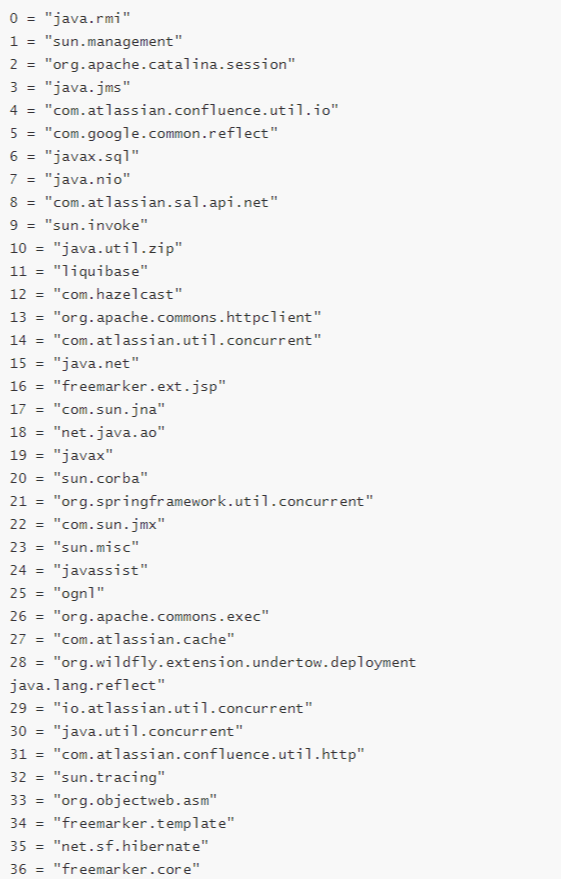 0 = "java.rmi"
1 = "sun.management"
2 = "org.apache.catalina.session"
3 = "java.jms"
4 = "com.atlassian.confluence.util.io"
5 = "com.google.common.reflect"
6 = "javax.sql"
7 = "java.nio"
8 = "com.atlassian.sal.api.net"
9 = "sun.invoke"
10 = "java.util.zip"
11 = "liquibase"
12 = "com.hazelcast"
13 = "org.apache.commons.httpclient"
14 = "com.atlassian.util.concurrent"
15 = "java.net"
16 = "freemarker.ext.jsp"
17 = "com.sun.jna"
18 = "net.java.ao"
19 = "javax"
20 = "sun.corba"
21 = "org.springframework.util.concurrent"
22 = "com.sun.jmx"
23 = "sun.misc"
24 = "javassist"
25 = "ognl"
26 = "org.apache.commons.exec"
27 = "com.atlassian.cache"
28 = "org.wildfly.extension.undertow.deployment
java.lang.reflect"
29 = "io.atlassian.util.concurrent"
30 = "java.util.concurrent"
31 = "com.atlassian.confluence.util.http"
32 = "sun.tracing"
33 = "org.objectweb.asm"
34 = "freemarker.template"
35 = "net.sf.hibernate"
36 = "freemarker.core"